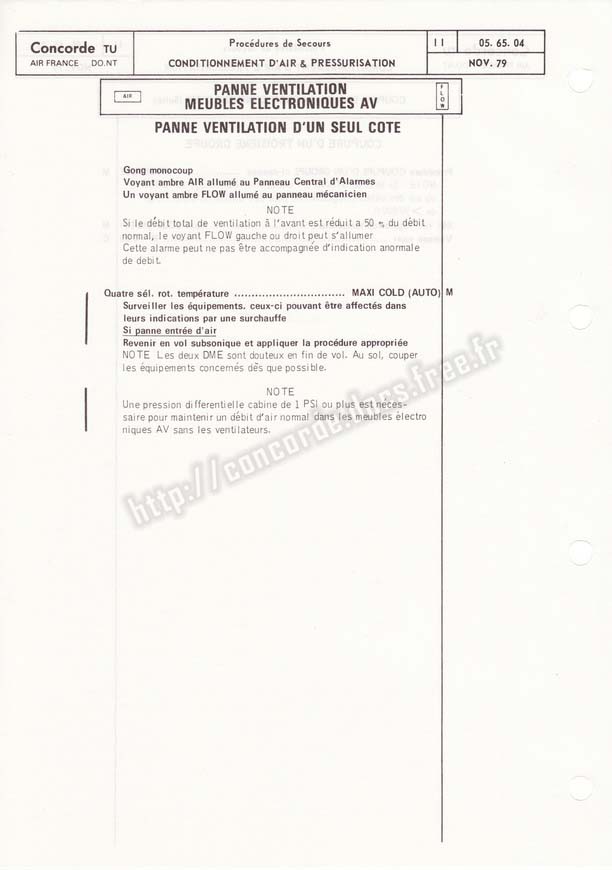 Concorde TU
AIR FRANCE DO.NT
Procédures de Secours
CONDITIONNEMENT D'AIR & PRESSURISATION
11
05. 65. 04
NOV. 79
AIR
PANNE VENTILATION
MEUBLES ELECTRONIQUES AV
FLOW
PANNE VENTILATION D'UN SEUL COTE
Gong monocoup
Voyant ambre AIR allumé au Panneau Central d'Alarmes
Un voyant ambre FLOW allumé au panneau mécanicien
NOTE
Si le débit total de ventilation à l'avant est réduit a 50 % du débit
normal, le voyant FLOW gauche ou droit peut s'allumer
Cette alarme peut ne pas être accompagnée d'indication anormale
de debit.
Quatre sél. rot. température ............................... MAXI COLD (AUTO) M
Surveiller les équipements, ceux-ci pouvant être affectés dans
leurs indications par une surchauffe
Si panne entrée d'air
Revenir en vol subsonique et appliquer la procédure appropriée
NOTE Les deux DME sont douteux en fin de vol. Au sol, couper
les équipements concernés dès que possible.
NOTE
Une pression differentielle cabine de 1 PSI ou plus est néces-
saire pour maintenir un débit d'air normal dans les meubles électro
niques AV sans les ventilateurs.
http://concorde.docs.free.fr